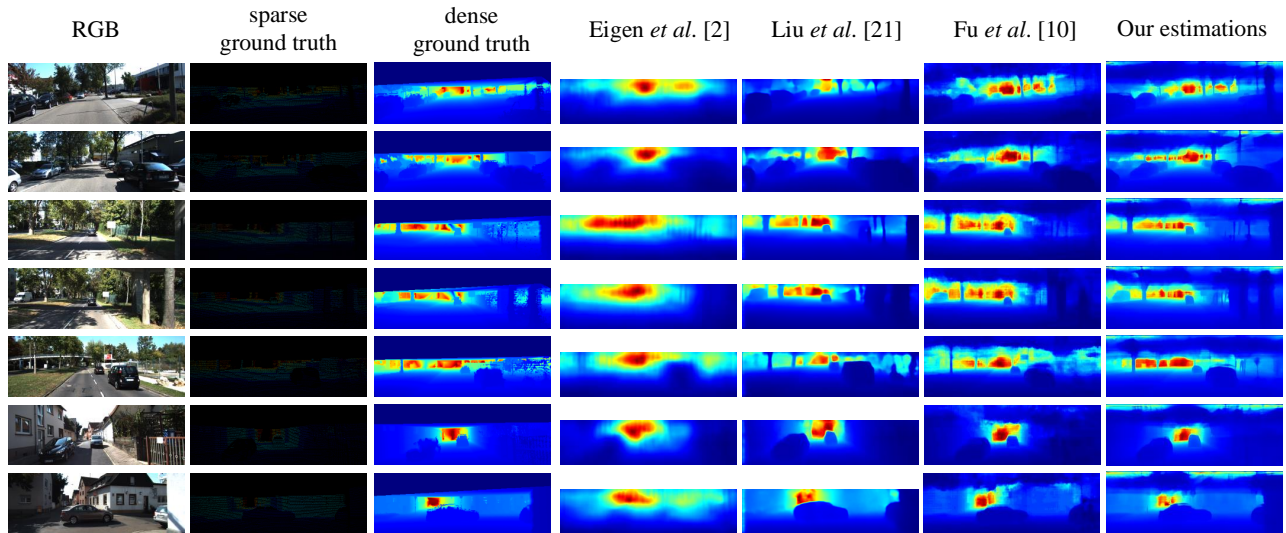 RGB
sparse
ground truth
dense
ground truth
Eigen et al. [2]
Liu et al. [21]
Fu et al. [10]
Our estimations